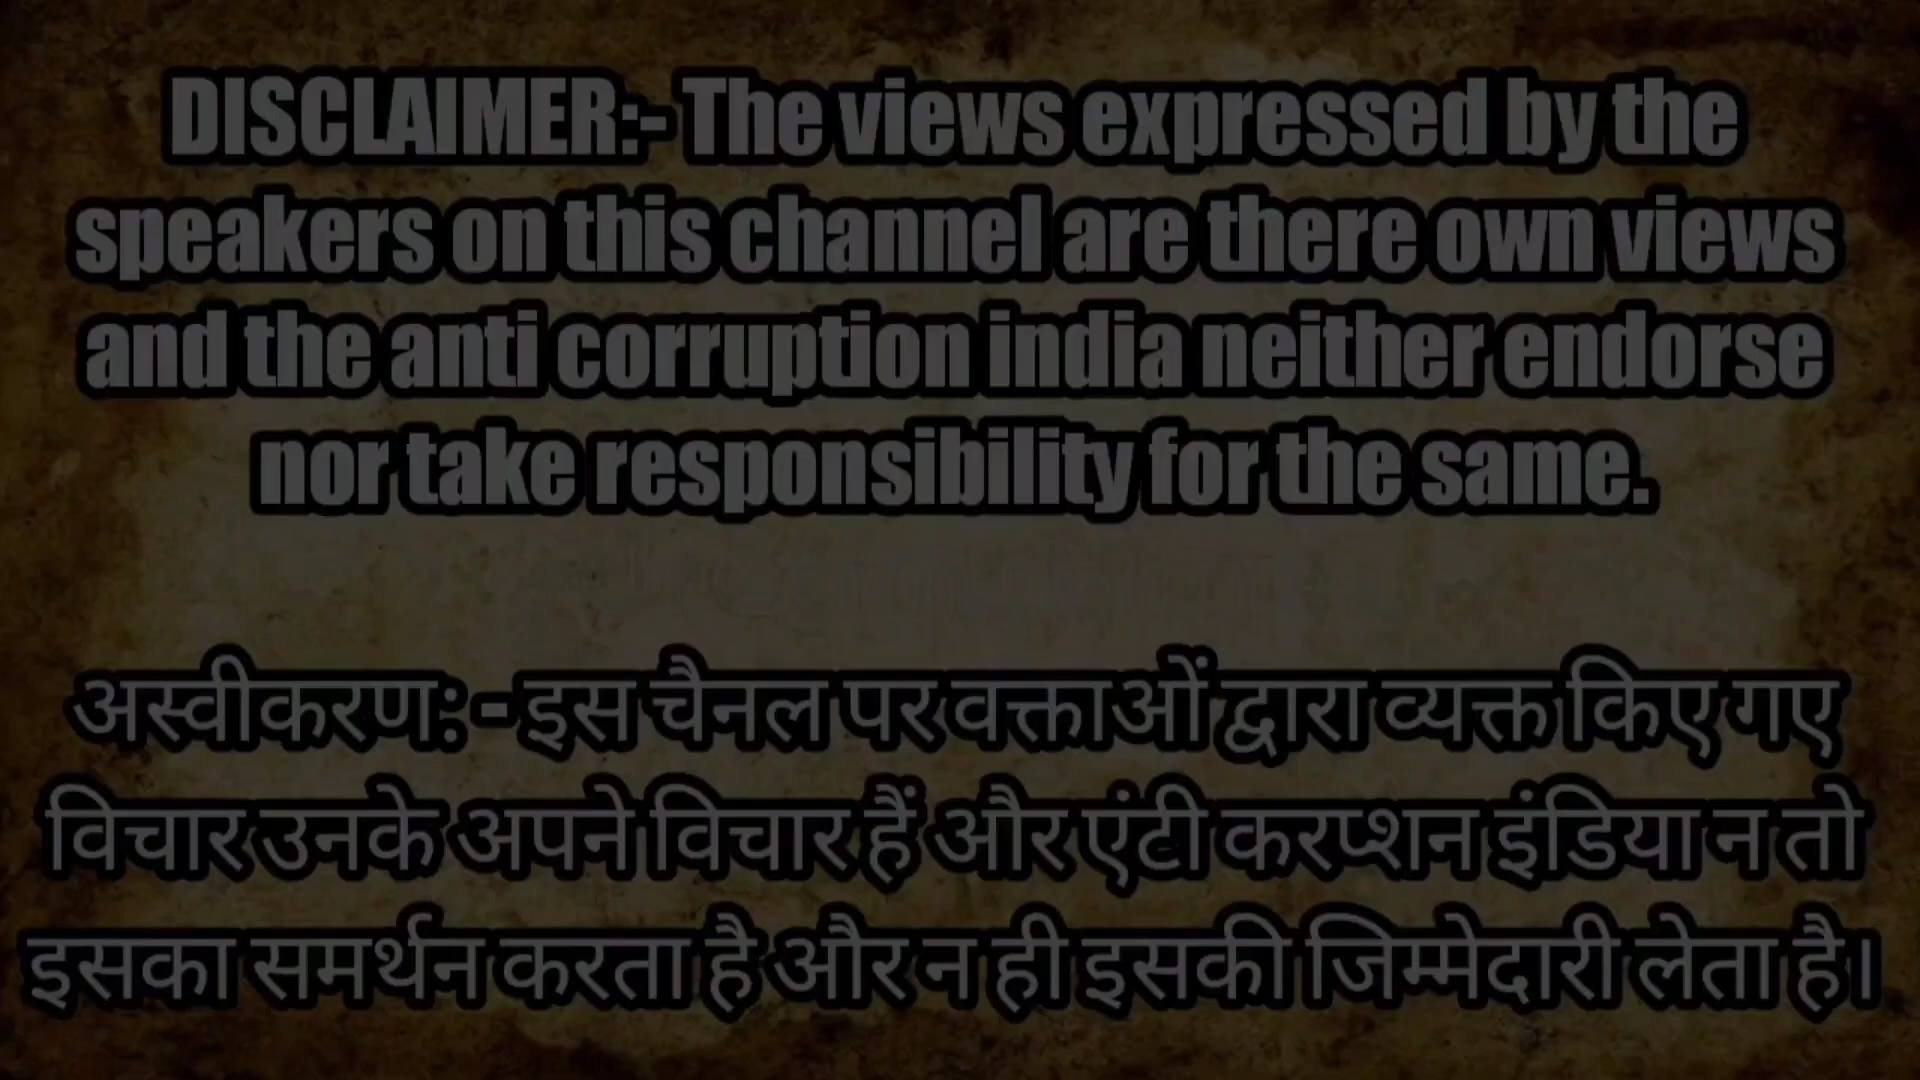 DISCLAIMER:- The views expressed by the
speakers on this channel are there own views
and the anti corruption india neither endorse
nor take responsibility for the same.
अस्वीकरण: - इस चैनल पर वक्ताओं द्वारा व्यक्त किए गए
विचार उनके अपने विचार हैं और एंटी करप्शन इंडिया न तो
इसका समर्थन करता है और न ही इसकी जिम्मेदारी लेता है।